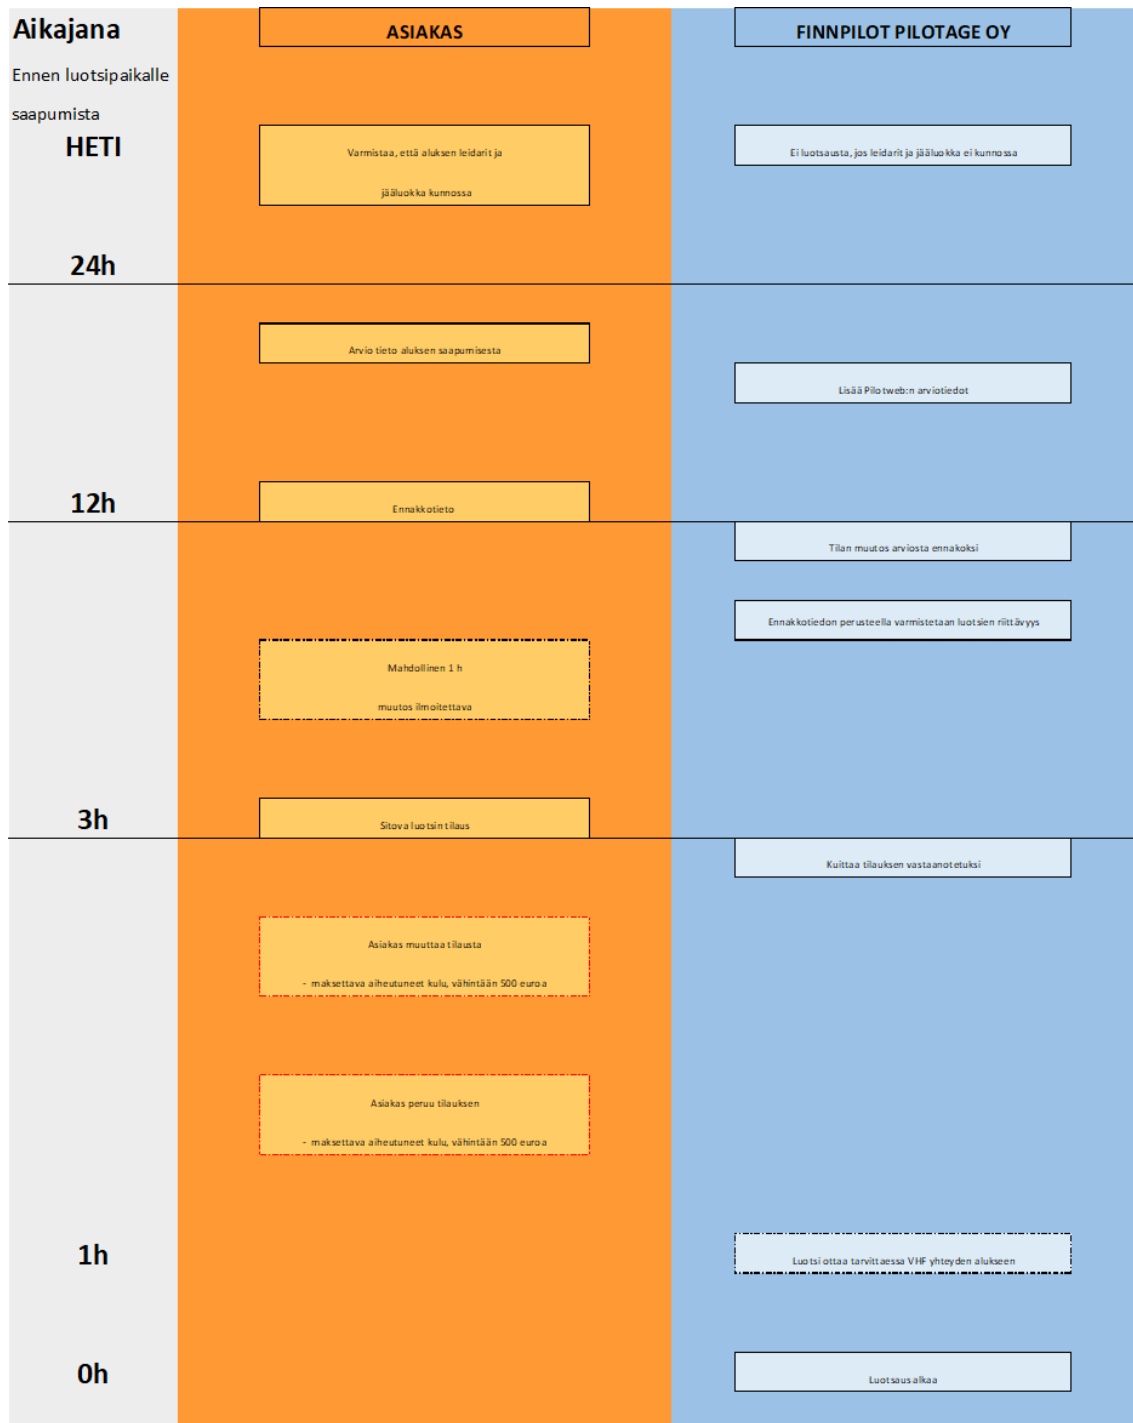 Aikajana
ASIAKAS
FINNPILOT PILOTAGE OY
Ennen luotsipaikalle
saapumista
HETI
Varmistaa, että aluksen leidarit ja
jääluokka kunnossa
Ei luotsausta, jos leidarit ja jääluokka ei kunnossa
24h
Arvio tieto aluksen saapumisesta
Lisää Pilotweb:n arviotiedot
12h
Ennakkotieto
Tilan muutos arviosta ennakoksi
Ennakkotiedon perusteella varmistetaan luotsien riittävyys
Mahdollinen 1 h
muutos ilmoitettava
3h
Sitova luotsin tilaus
Kuittaa tilauksen vastaanotetuksi
Asiakas muuttaa tilausta
- maksettava aiheutuneet kulu, vähintään 500 euroa
Asiakas peruu tilauksen
- maksettava aiheutuneet kulu, vähintään 500 euroa
1h
Luotsi ottaa tarvittaessa VHF yhteyden alukseen
0h
Luotsaus alkaa